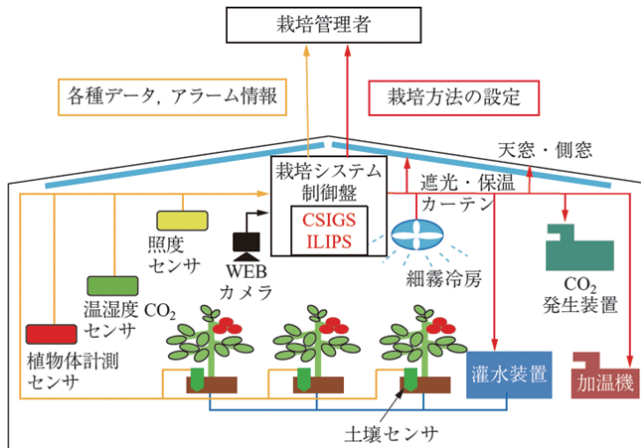 栽培管理者
各種データ, アラーム情報
栽培方法の設定
天窓・側窓
栽培システム
制御盤
CSIGS
ILIPS
遮光・保温
カーテン
照度
センサ
WEB
カメラ
細霧冷房
CO2
発生装置
温湿度 CO2
センサ
植物体計測
センサ
灌水装置
加温機
土壌センサ